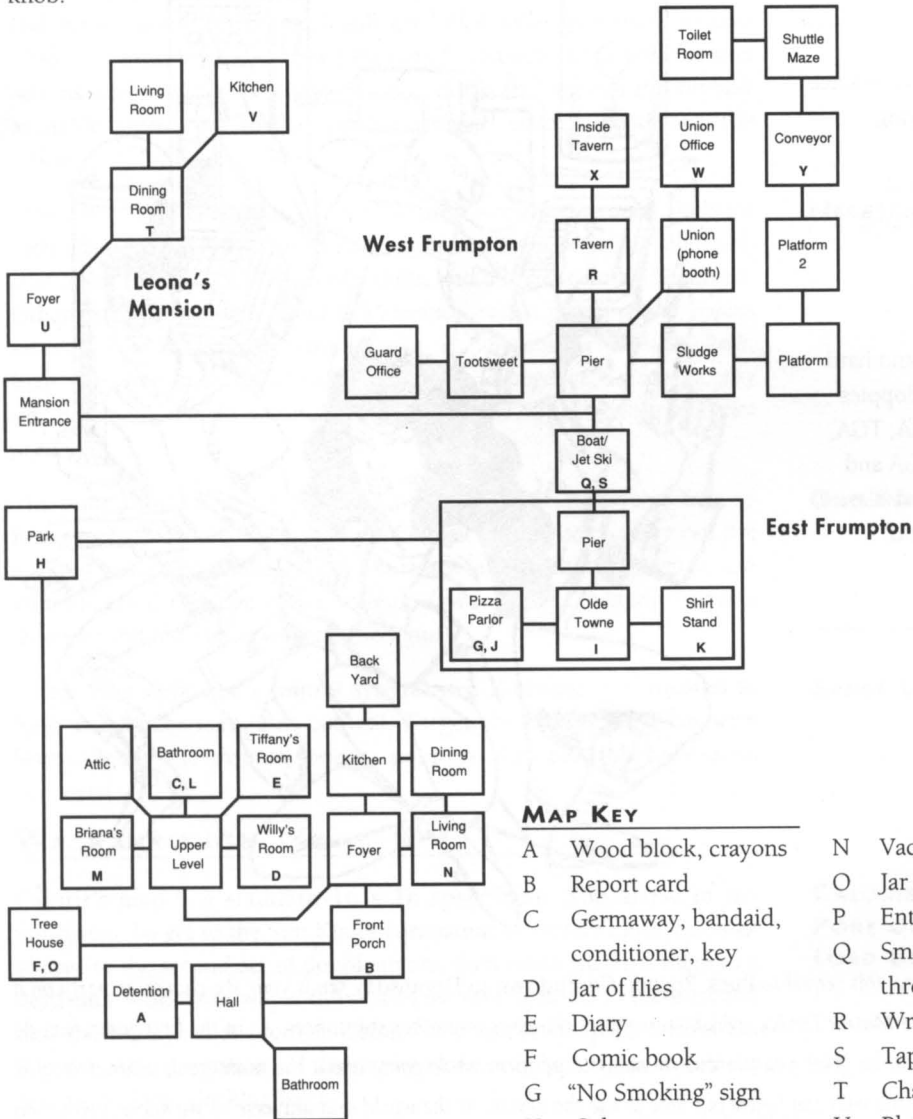 Toilet
Room
Shuttle
Maze
Living
Room
Kitchen
V
Inside
Tavern
X
Union
Office
W
Conveyor
Y
Dining
Room
T
West Frumpton
Tavern
R
Union
(phone
booth)
Platform
2
Leona's
Mansion
Foyer
U
Guard
Office
Tootsweet
Pier
Sludge
Works
Platform
Mansion
Entrance
Boat/
Jet Ski
Q, S
East Frumpton
Park
H
Pier
Pizza
Parlor
G, J
Olde
Towne
I
Shirt
Stand
K
Back
Yard
Attic
Bathroom
C, L
Tiffany's
Room
E
Kitchen
Dining
Room
Briana's
Room
M
Upper
Level
Willy's
Room
D
Foyer
Living
Room
N
Tree
House
F, O
Front
Porch
B
Detention
A
Hall
Bathroom
MAP KEY
A Wood block, crayons
B Report card
C Germaway, bandaid,
conditioner, key
D Jar of flies
E Diary
F Comic book
G "No Smoking" sign
N Vac
O Jar
P Ent
Q Sm
thr
R Wr
S Tap
T Cha